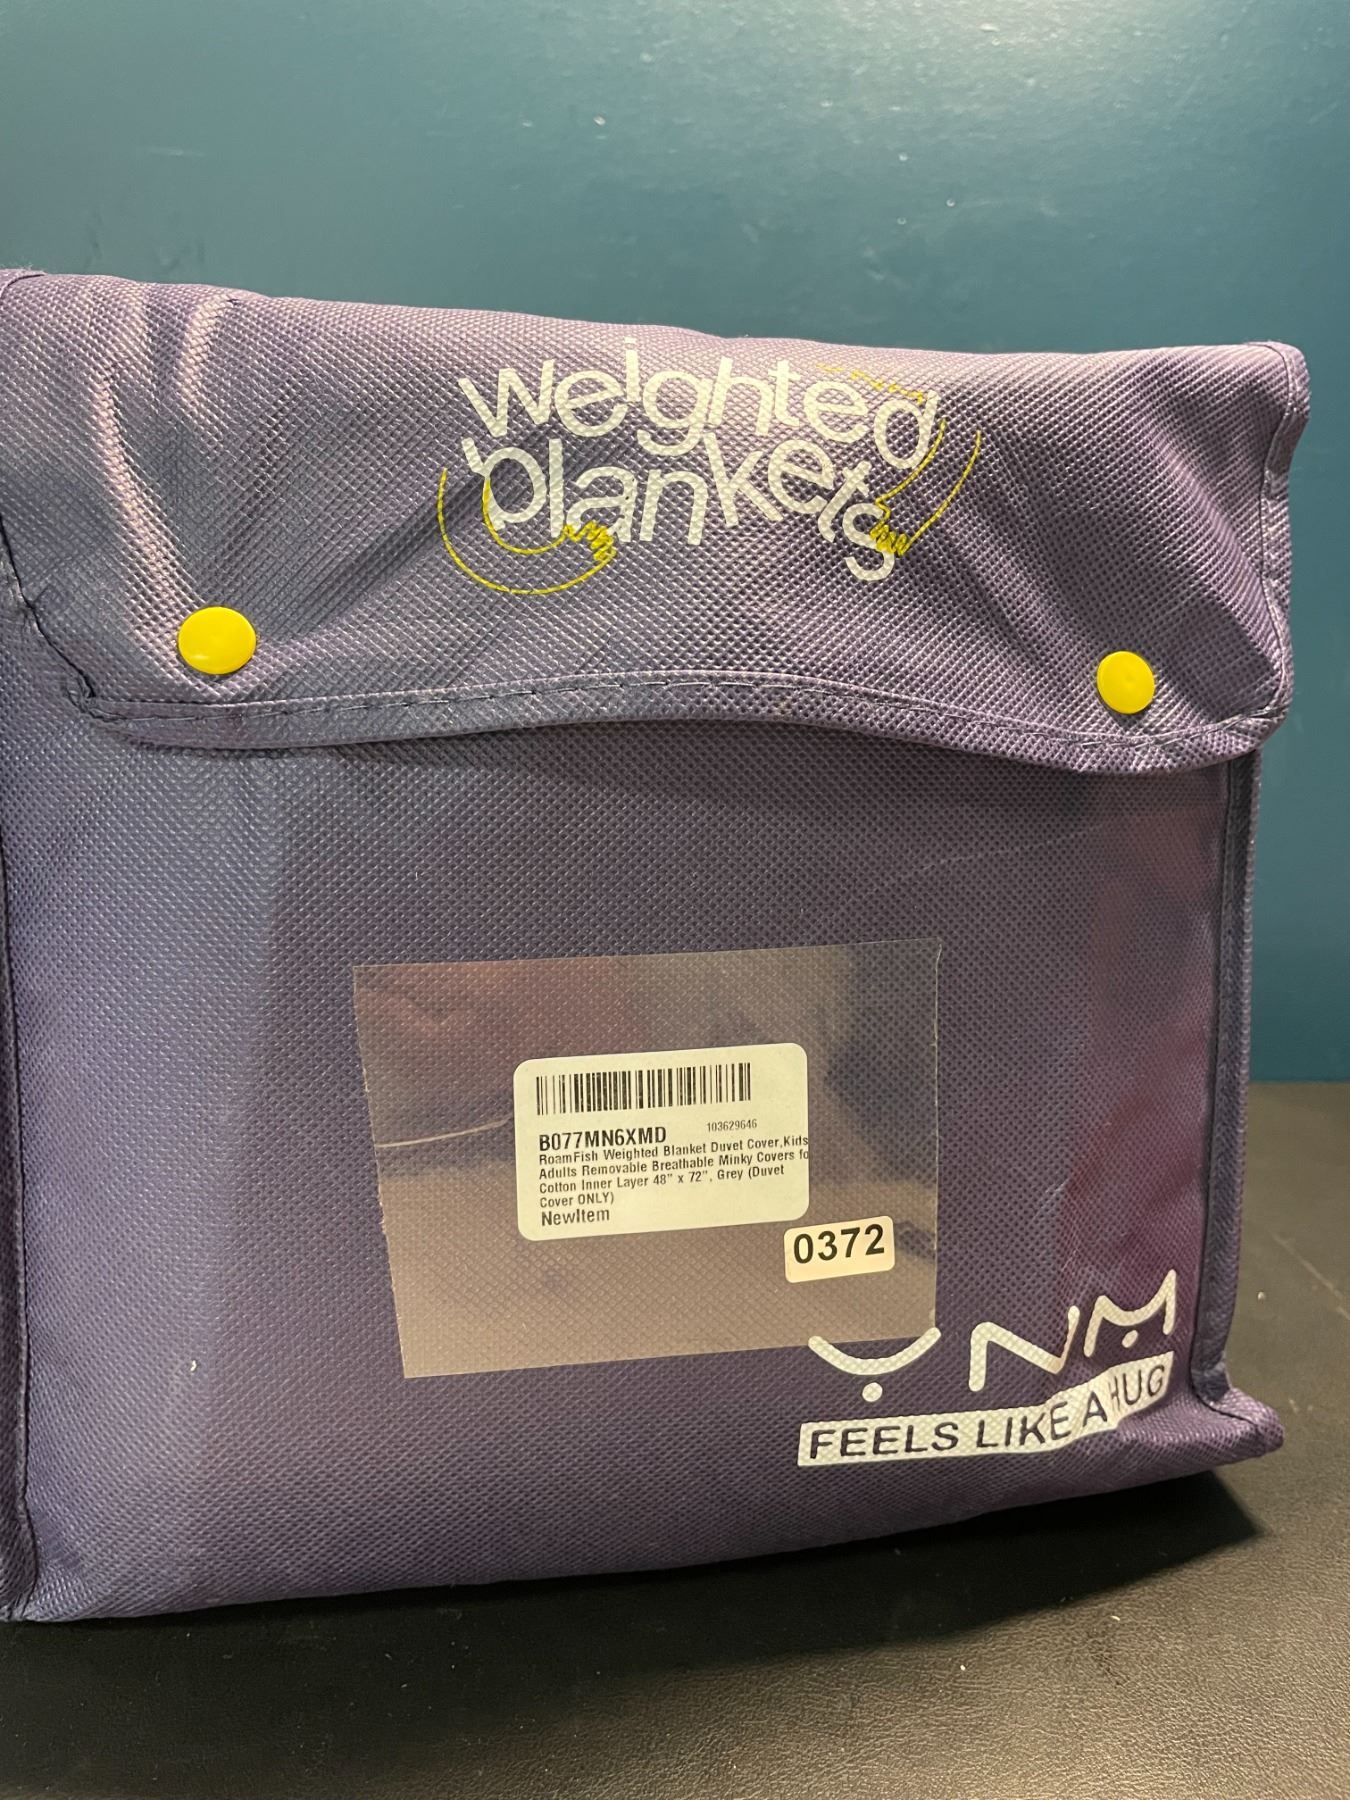 Weighted
blankets
B077MN6XMD 103629646
RoamFish Weighted Blanket Duvet Cover,Kids
Adults Removable Breathable Minky Covers fo
Cotton Inner Layer 48" x 72", Grey (Duvet
Cover ONLY)
NewItem
0372
YNM
FEELS LIKE A HUG